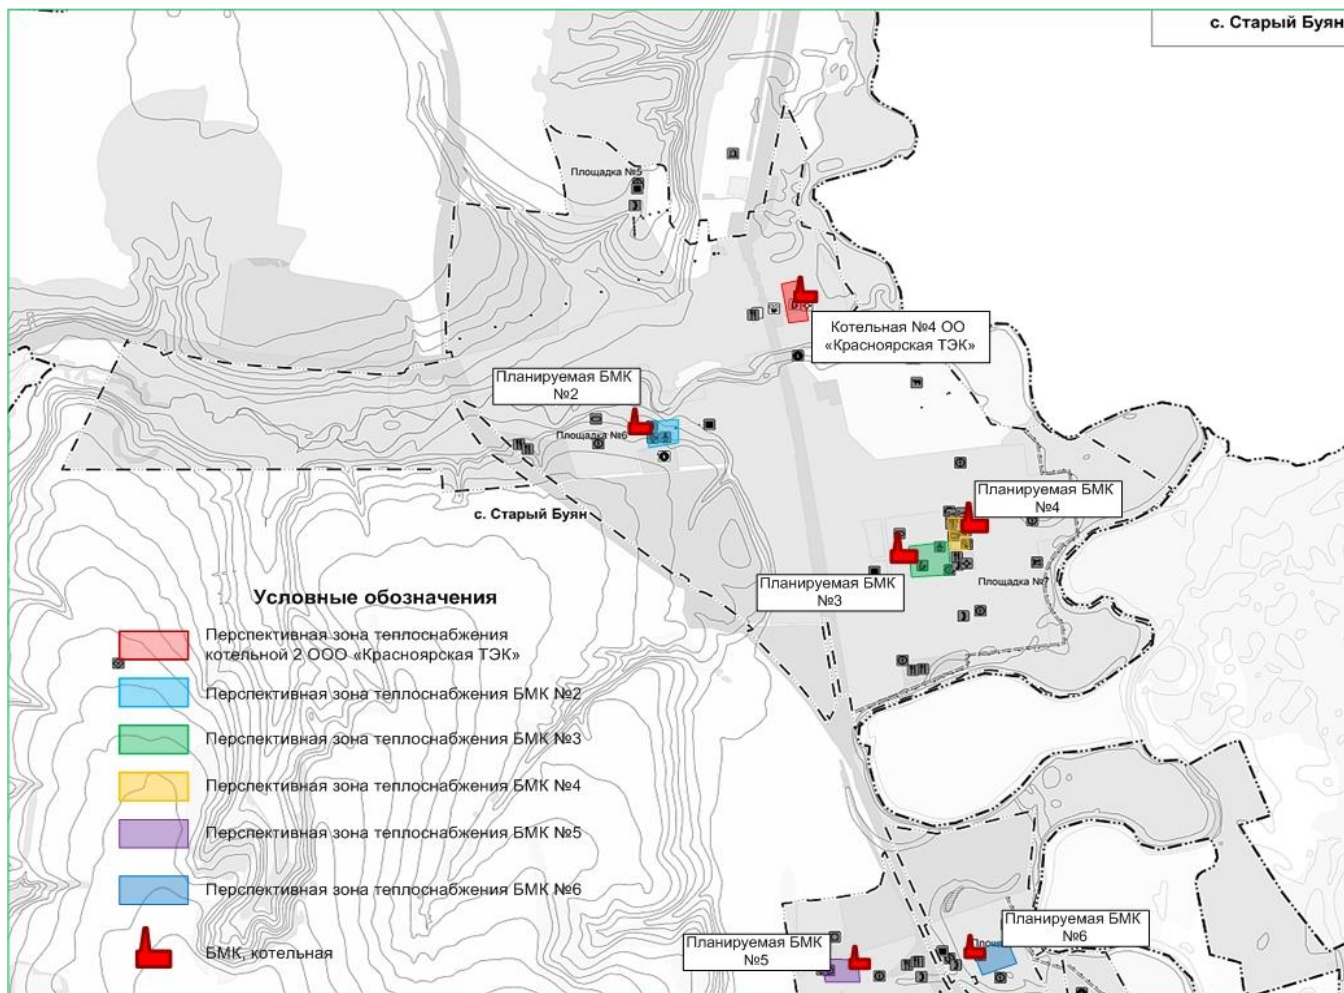 с. Старый Буян
Площадка №5
Котельная №4 ОО
«Красноярская ТЭК»
Планируемая БМК
№2
Площадка №6
Планируемая БМК
№4
с. Старый Буян
Планируемая БМК
№3
Площадка №7
Условные обозначения
Перспективная зона теплоснабжения
котельной 2 ООО «Красноярская ТЭК»
Перспективная зона теплоснабжения БМК №2
Перспективная зона теплоснабжения БМК №3
Перспективная зона теплоснабжения БМК №4
Перспективная зона теплоснабжения БМК №5
Перспективная зона теплоснабжения БМК №6
БМК, котельная
Планируемая БМК
№5
Планируемая БМК
№6